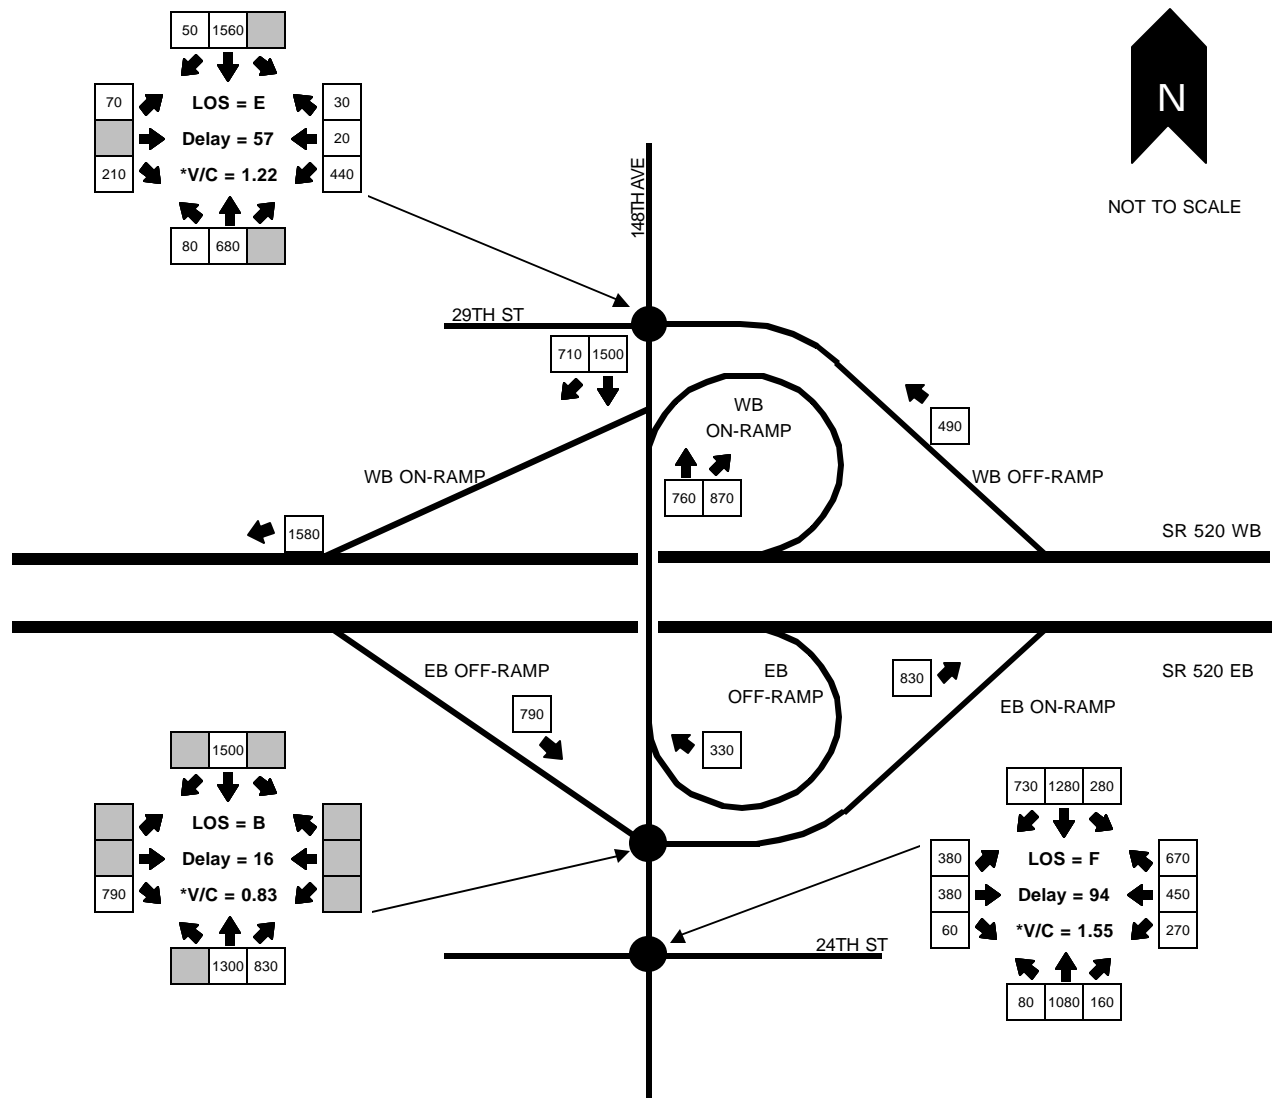 50 1560
70 LOS = E 30
Delay = 57 20
210 *V/C = 1.22 440
80 680
N
NOT TO SCALE
148TH AVE
29TH ST
710 1500
WB
ON-RAMP
490
WB ON-RAMP
WB OFF-RAMP
760 870
1580
SR 520 WB
EB OFF-RAMP
EB
OFF-RAMP
830
SR 520 EB
EB ON-RAMP
790
330
1500
LOS = B
Delay = 16
790 *V/C = 0.83
1300 830
730 1280 280
380 LOS = F 670
380 Delay = 94 450
60 *V/C = 1.55 270
80 1080 160
24TH ST